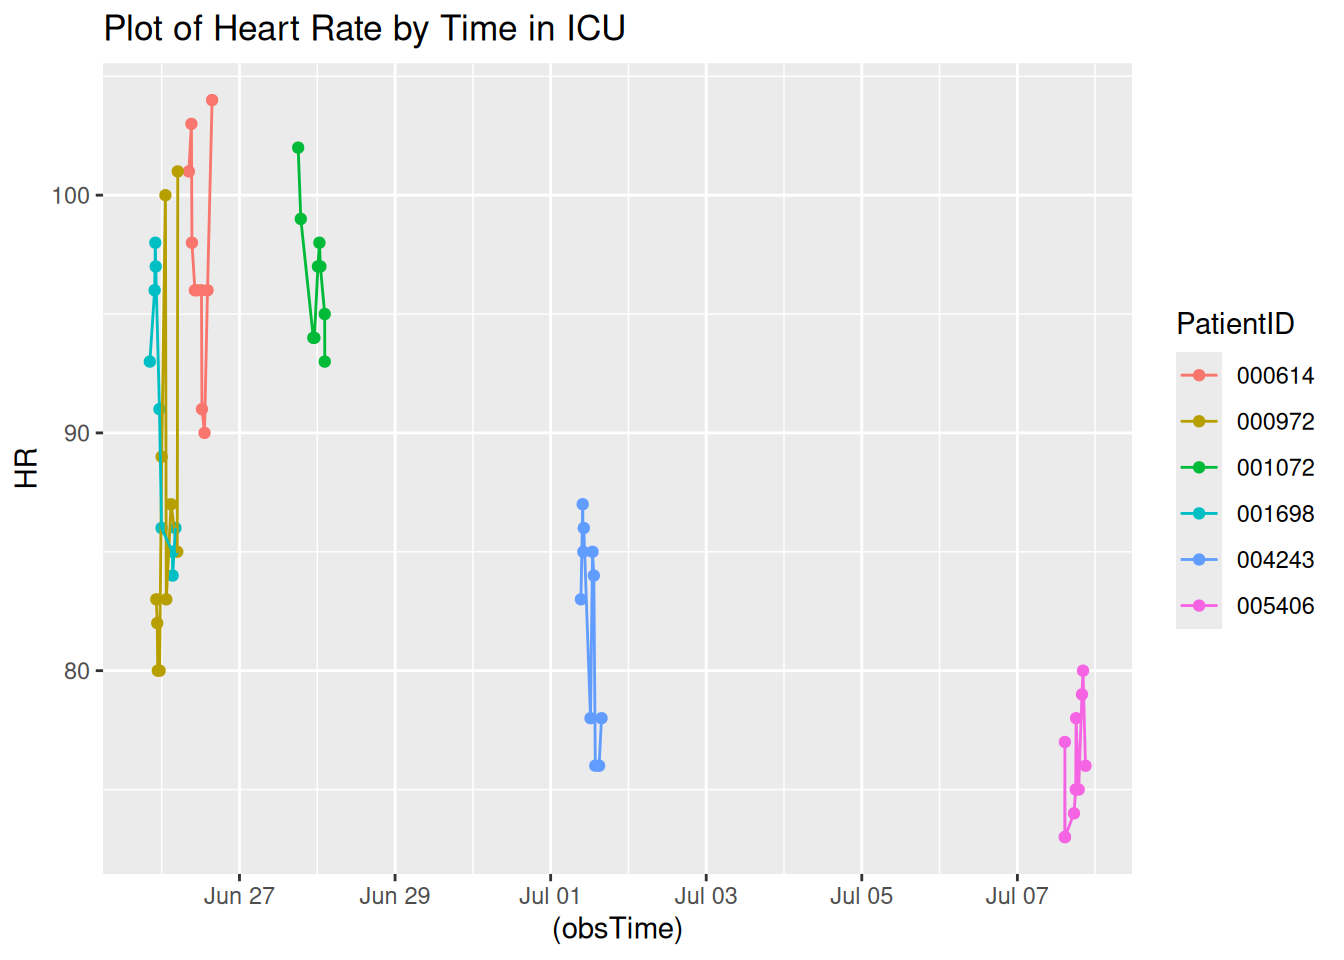 Plot of Heart Rate by Time in ICU
HR
100
90
80
Jun 27
Jun 29
Jul 01
Jul 03
Jul 05
Jul 07
(obsTime)
PatientID
000614
000972
001072
001698
004243
005406